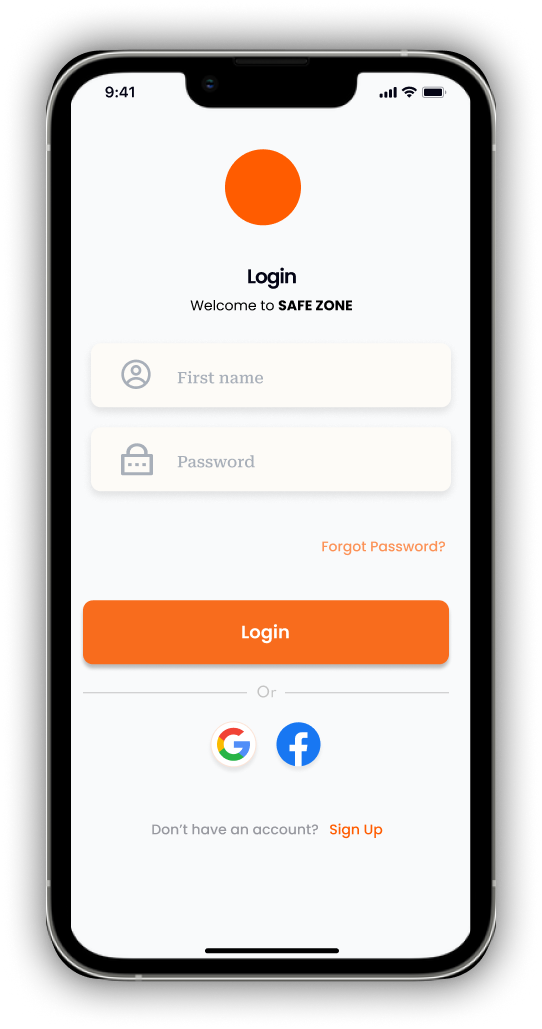 9:41
Login
Welcome to SAFE ZONE
First name
Password
Forgot Password?
Login
Or
Don’t have an account? Sign Up